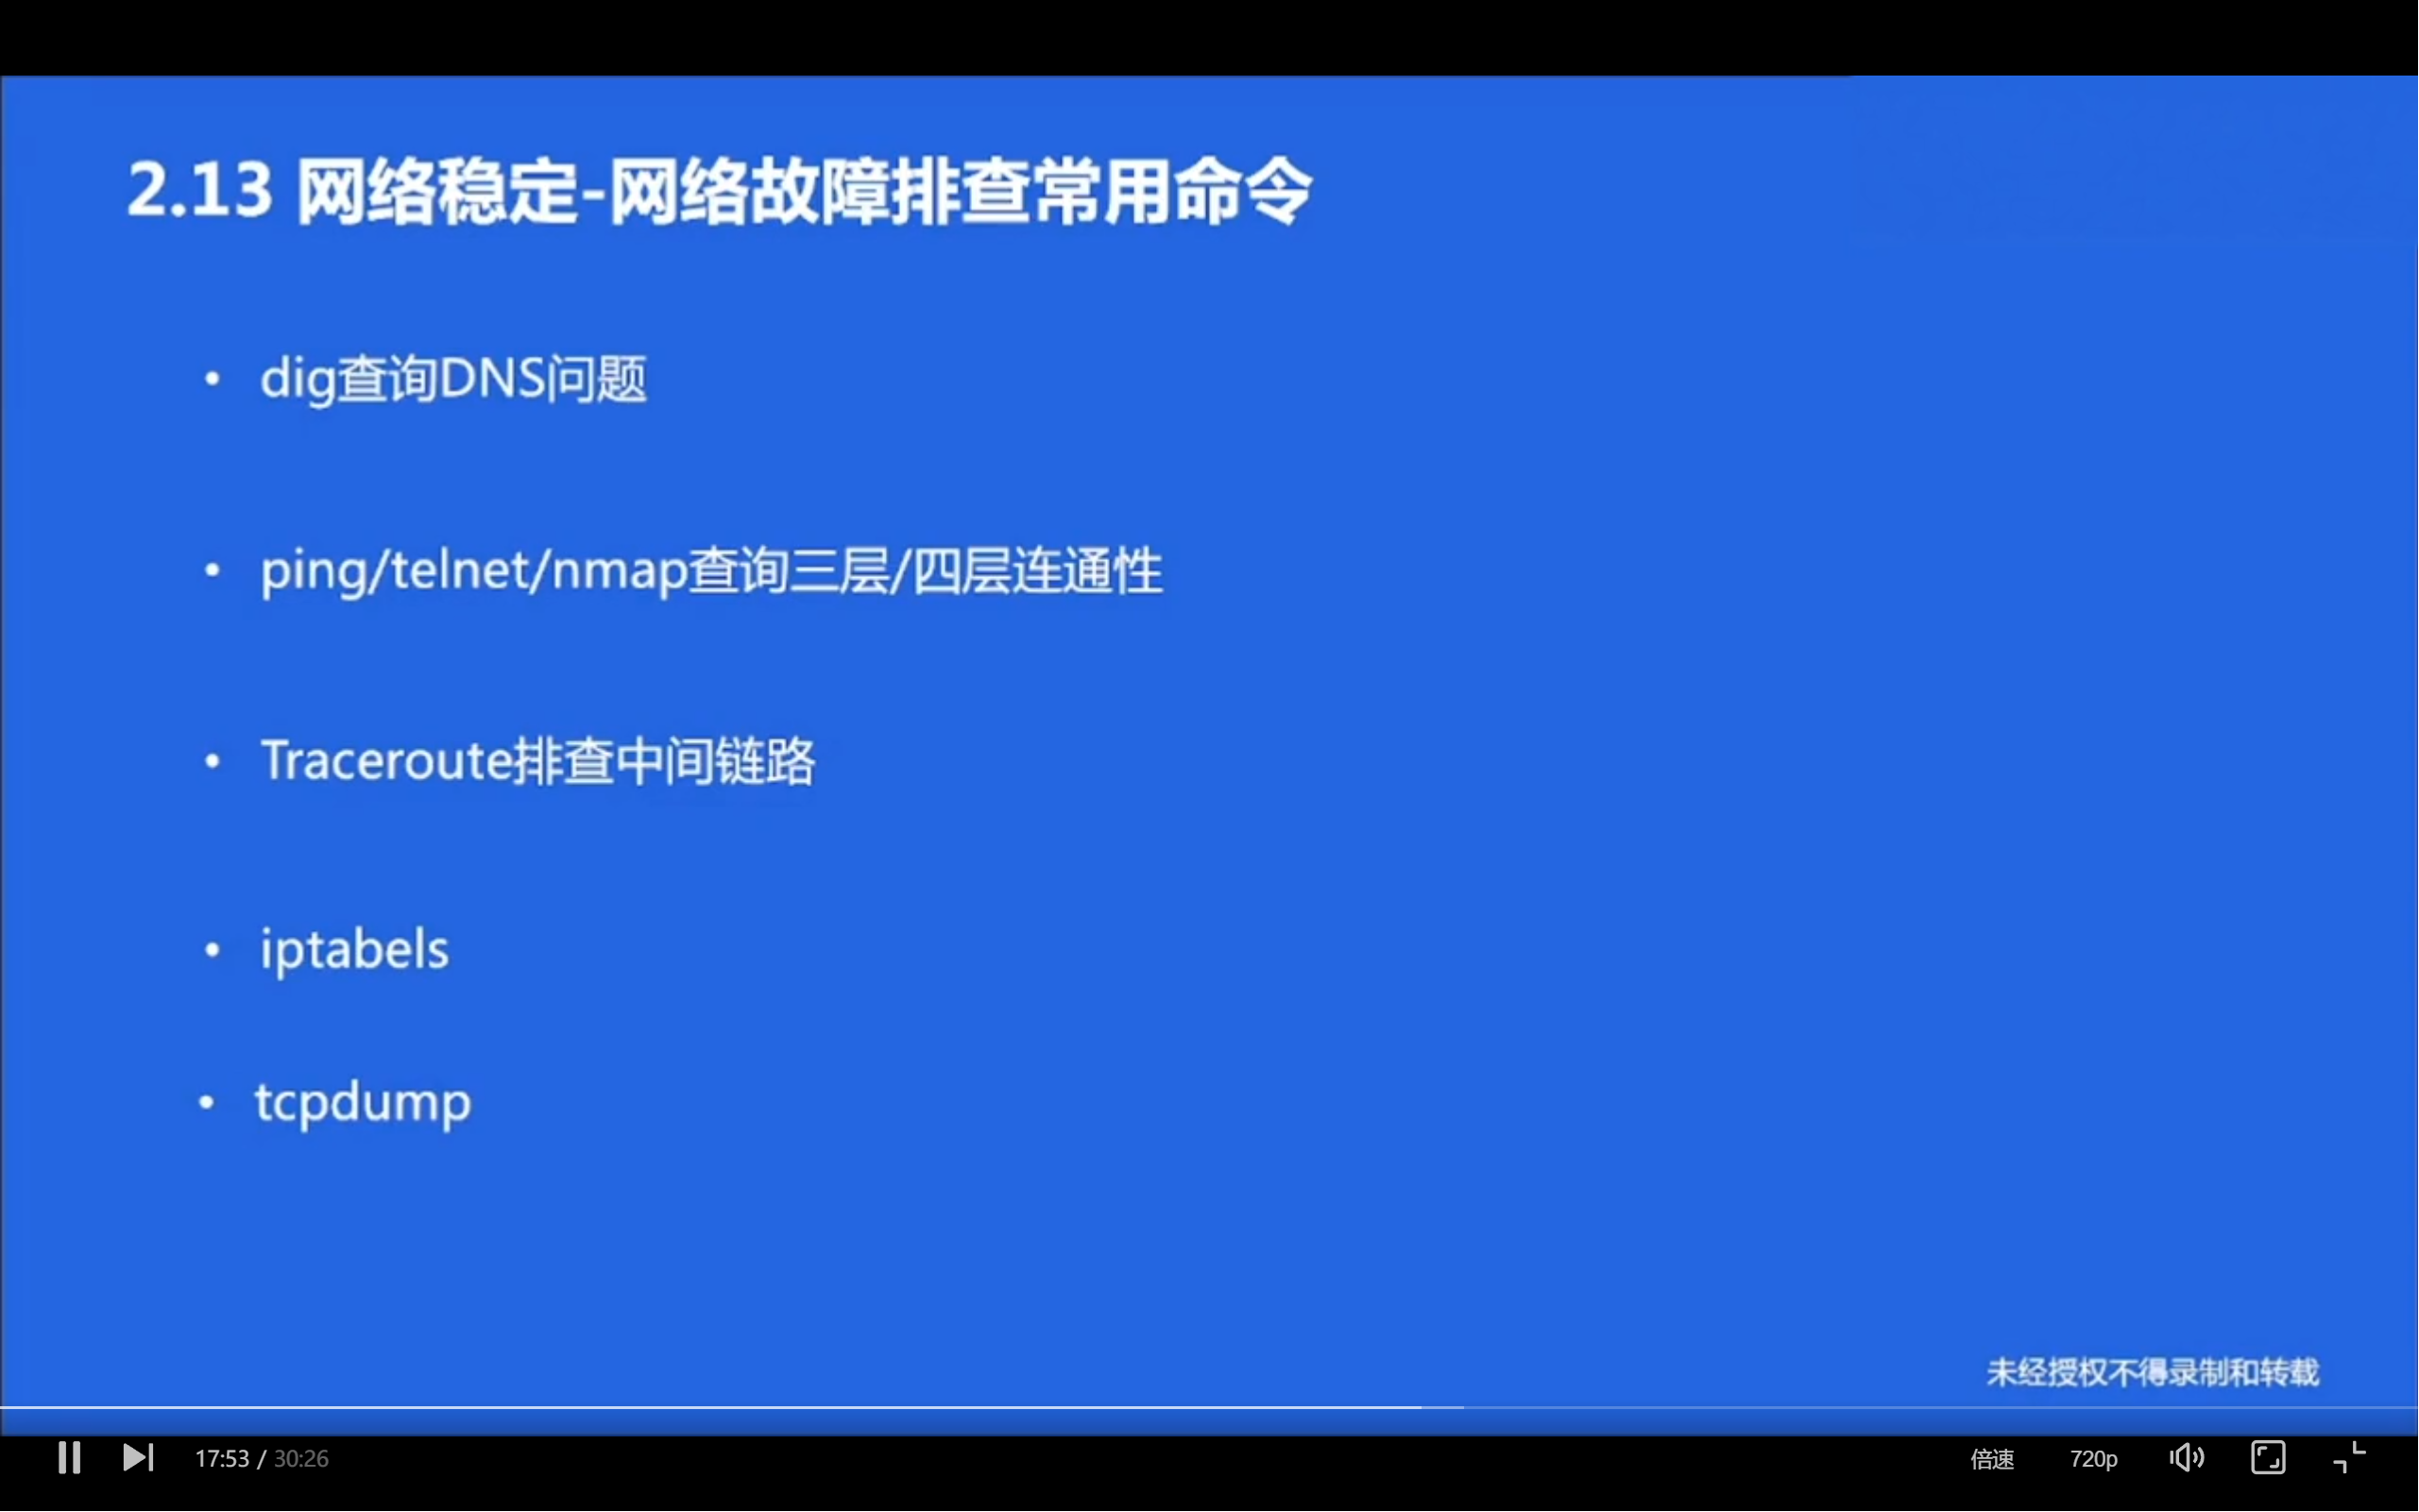 2.13 网络稳定-网络故障排查常用命令
• dig查询DNS问题
• ping/telnet/nmap查询三层/四层连通性
• Traceroute排查中间链路
• iptabels
• tcpdump
未经授权不得录制和转载
17:53 / 30:26
倍速
720p